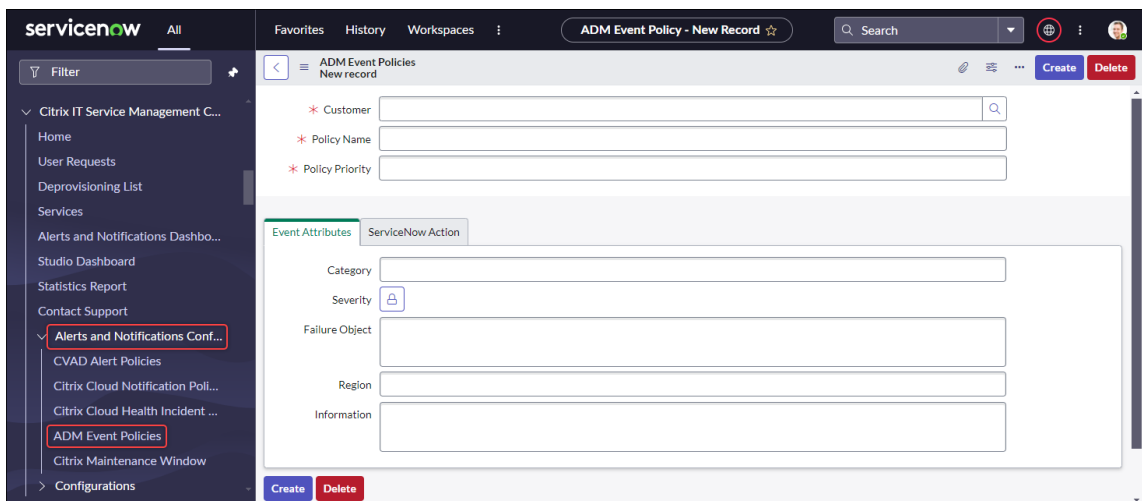 servicenow All Favorites History Workspaces ADM Event Policy - New Record Search
Filter
ADM Event Policies
New record
Create Delete
Citrix IT Service Management C...
Home
User Requests
Deprovisioning List
Services
Alerts and Notifications Dashbo...
Studio Dashboard
Statistics Report
Contact Support
Alerts and Notifications Conf...
CVAD Alert Policies
Citrix Cloud Notification Poli...
Citrix Cloud Health Incident ...
ADM Event Policies
Citrix Maintenance Window
Configurations
Customer
Policy Name
Policy Priority
Event Attributes ServiceNow Action
Category
Severity
Failure Object
Region
Information
Create Delete